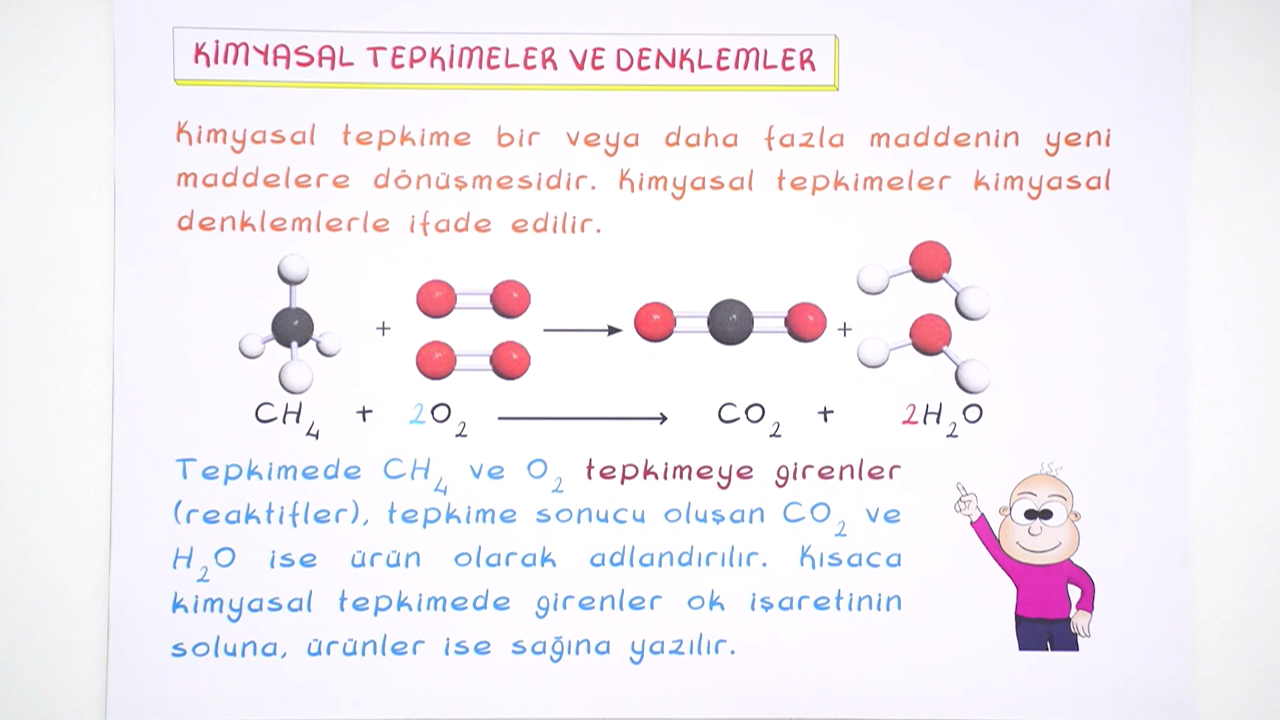 KİMYASAL TEPKİMELER VE DENKLEMLER
Kimyasal tepkime bir veya daha fazla maddenin yeni
maddelere dönüşmesidir. Kimyasal tepkimeler kimyasal
denklemlerle ifade edilir.
+ +
CH₄ + 2O₂ → CO₂ + 2H₂O
Tepkimede CH₄ ve O₂ tepkimeye girenler
(reaktifler), tepkime sonucu oluşan CO₂ ve
H₂O ise ürün olarak adlandırılır. Kısaca
kimyasal tepkimede girenler ok işaretinin
soluna, ürünler ise sağına yazılır.